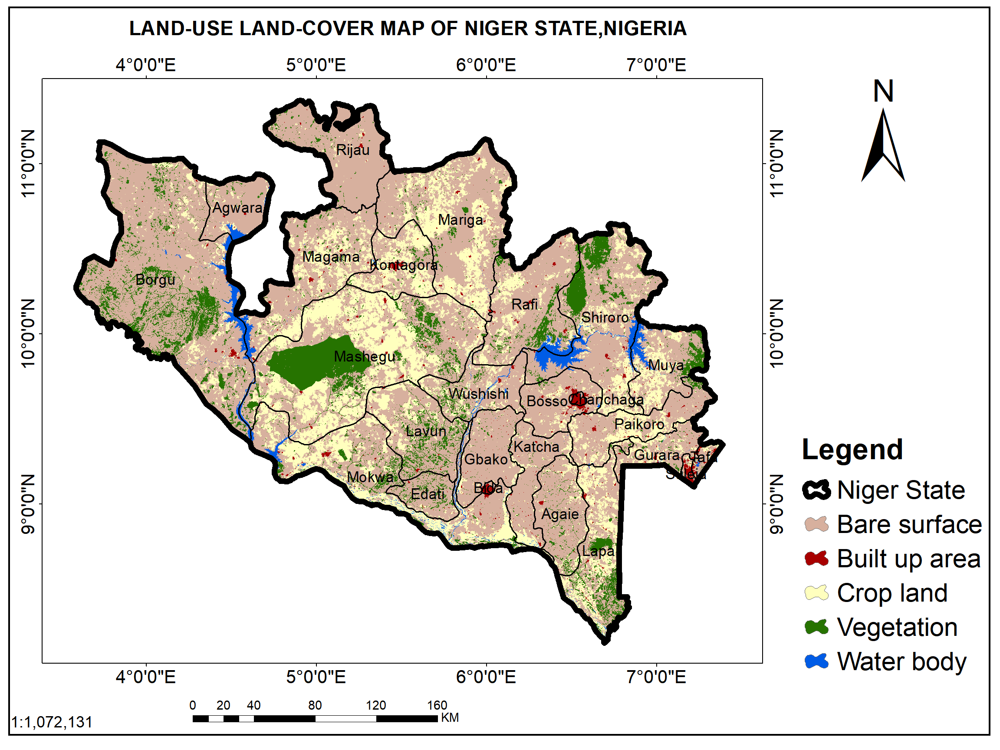 LAND-USE LAND-COVER MAP OF NIGER STATE,NIGERIA
4°0'0"E 5°0'0"E 6°0'0"E 7°0'0"E
N
11°0'0"N 11°0'0"N
10°0'0"N 10°0'0"N
9°0'0"N 9°0'0"N
Rijau
Agwara
Mariga
Magama
Kontagora
Borgu
Rafi
Shiroro
Mashegu
Muya
Wushishi
Bosso
Chanchaga
Paikoro
Lavun
Katcha
Gbako
Gurara
Tafa
Suleja
Mokwa
Edati
Bida
Agaie
Lapa
Legend
Niger State
Bare surface
Built up area
Crop land
Vegetation
Water body
4°0'0"E 5°0'0"E 6°0'0"E 7°0'0"E
0 20 40 80 120 160
KM
1:1,072,131